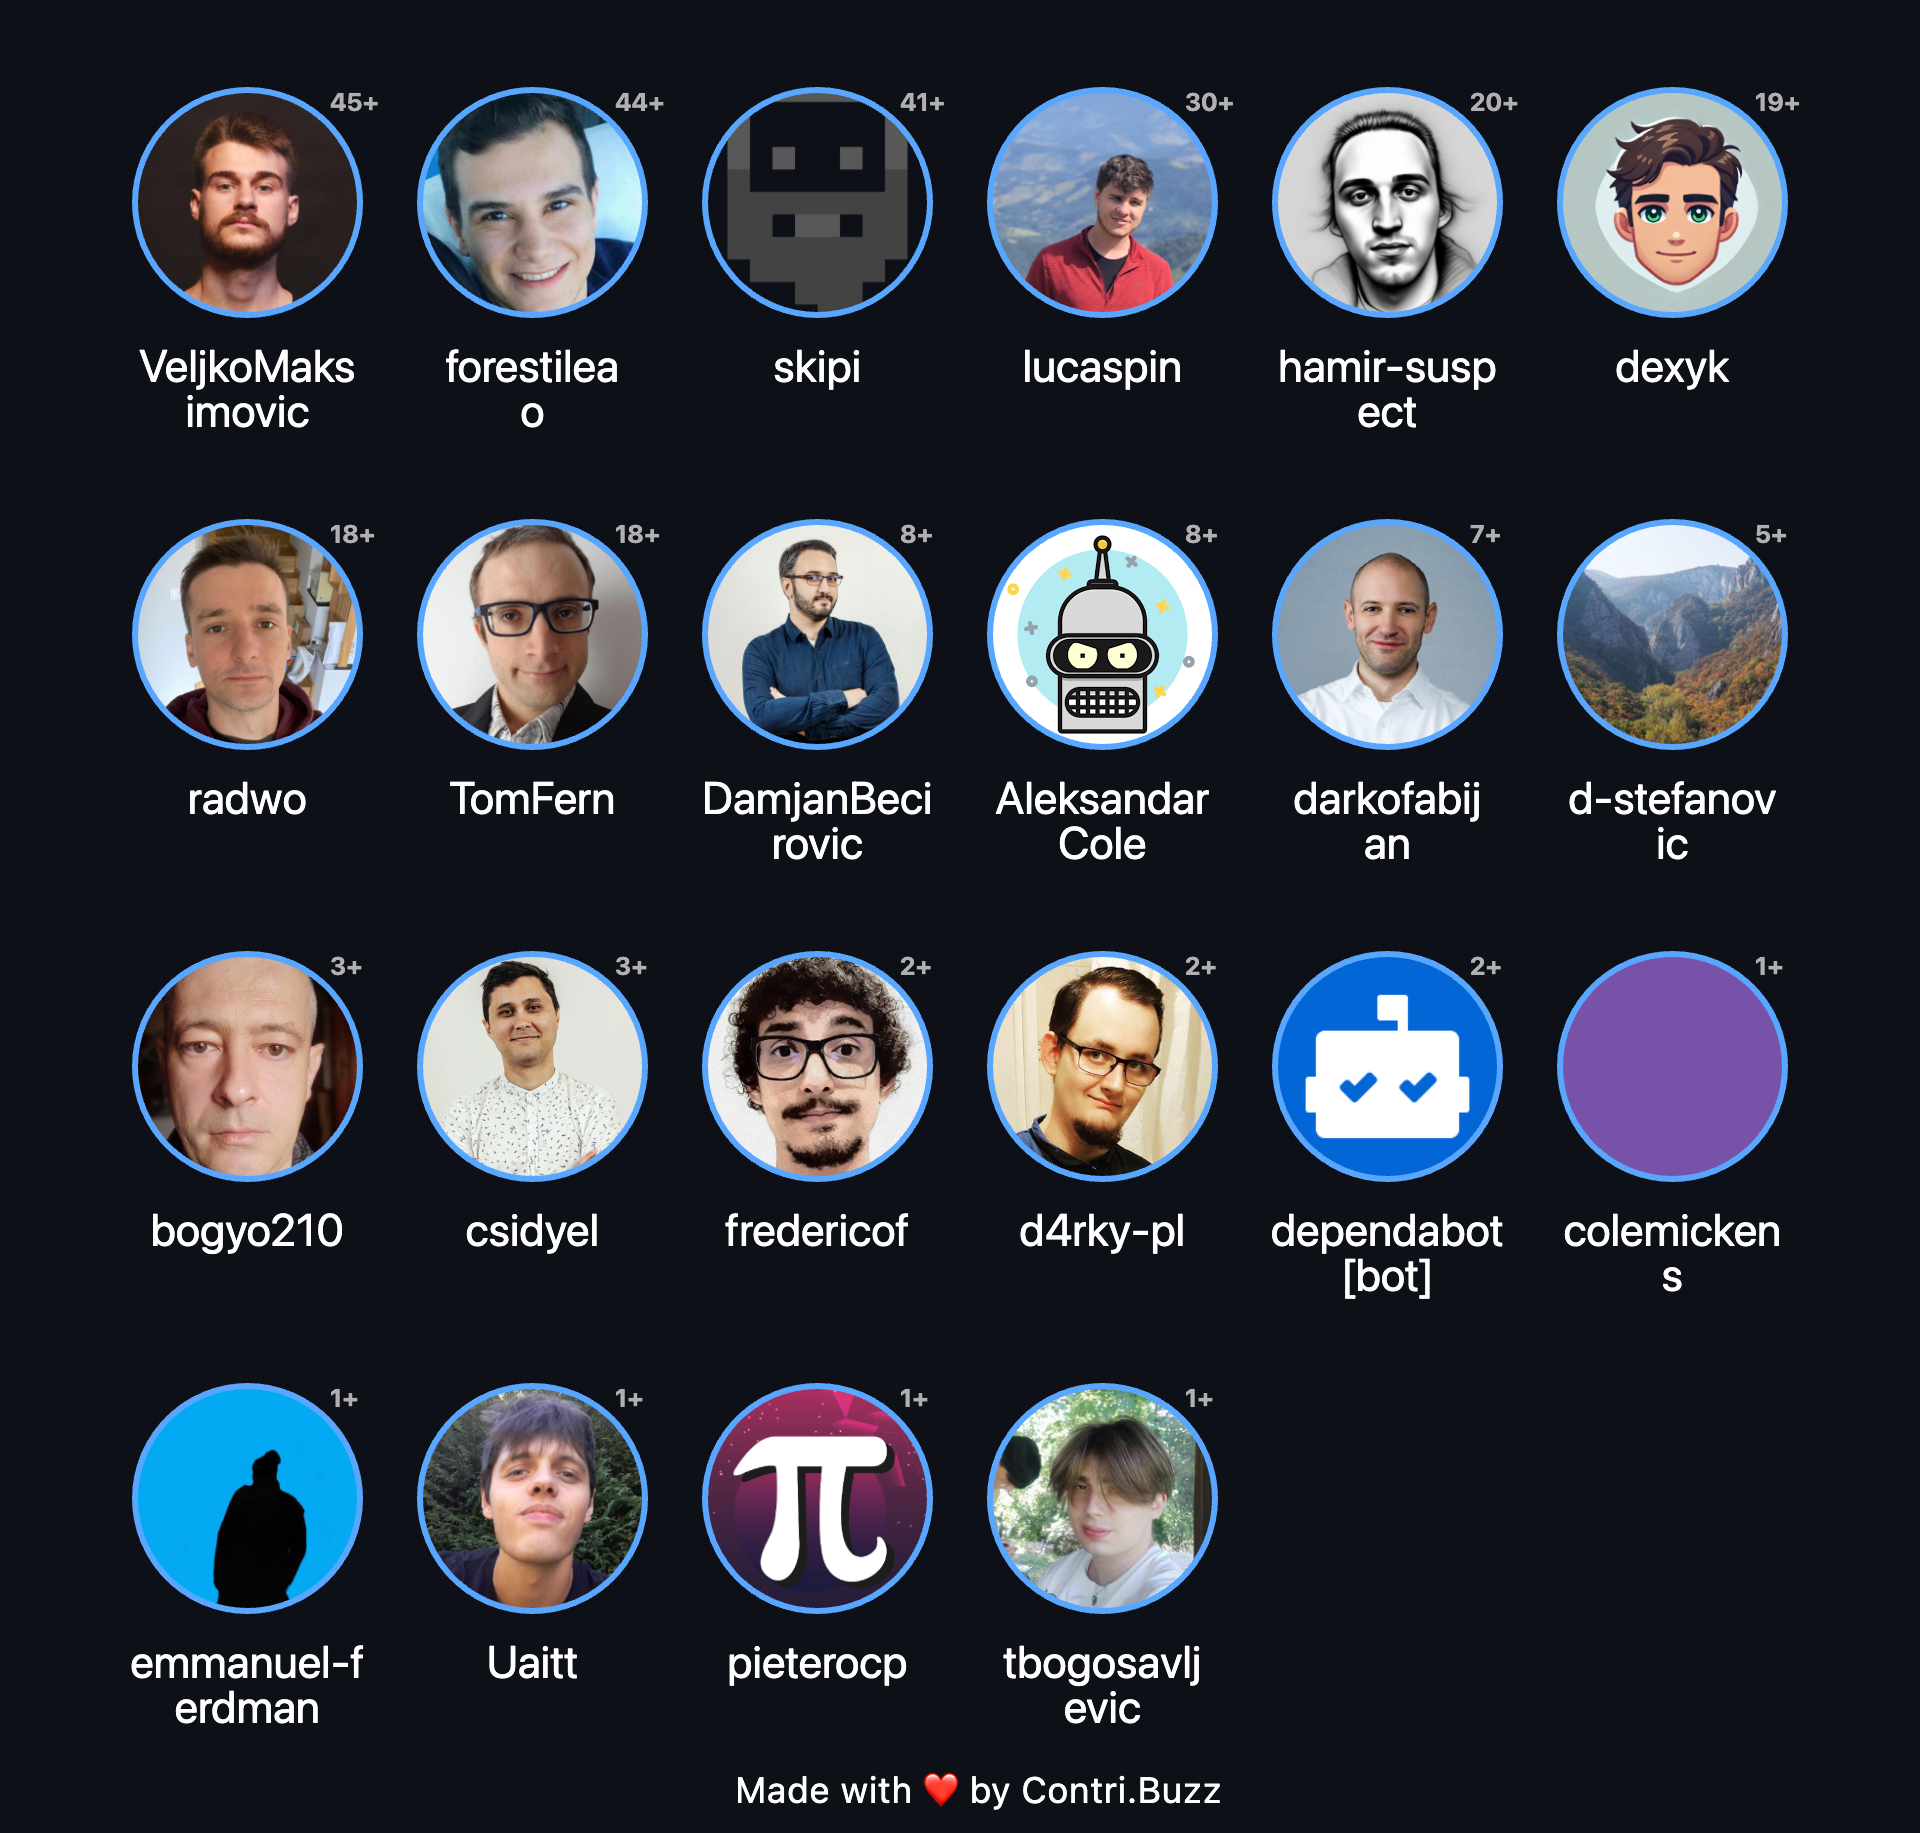 45+
44+
41+
30+
20+
19+
VeljkoMaks
imovic
forestilea
o
skipi
lucaspin
hamir-susp
ect
dexyk
18+
18+
8+
8+
7+
5+
radwo
TomFern
DamjanBeci
rovic
Aleksandar
Cole
darkofabij
an
d-stefanov
ic
3+
3+
2+
2+
2+
1+
bogyo210
csidyel
fredericof
d4rky-pl
dependabot
[bot]
colemicken
s
1+
1+
1+
1+
π
emmanuel-f
erdman
Uaitt
pieterocp
tbogosavlj
evic
Made with ❤️ by Contri.Buzz